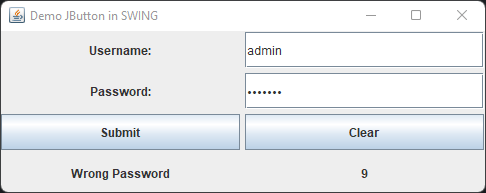 Demo JButton in SWING
Username: admin
Password: •••••••
Submit Clear
Wrong Password 9